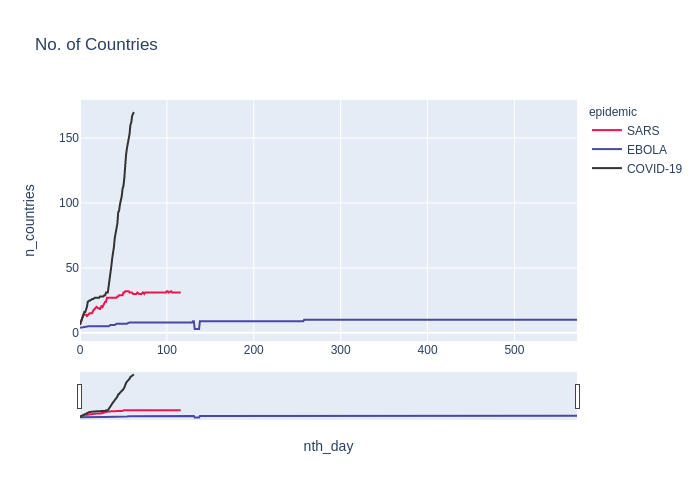 No. of Countries
epidemic
SARS
EBOLA
COVID-19
n_countries
150
100
50
0
0 100 200 300 400 500
nth_day